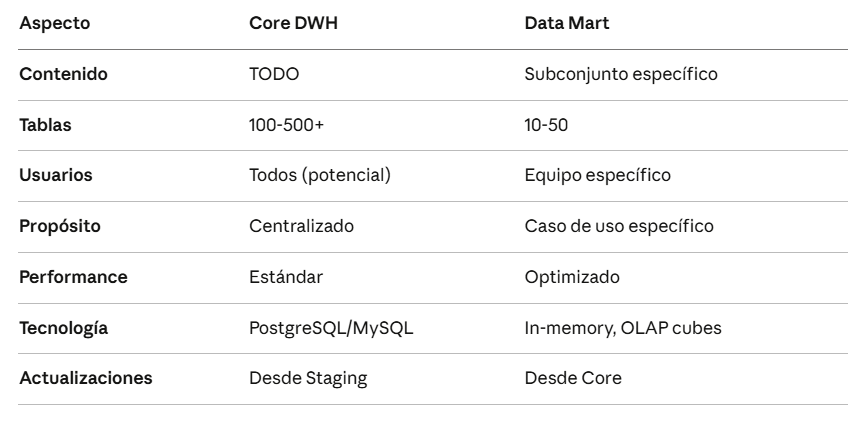 Aspecto Core DWH Data Mart
Contenido TODO Subconjunto específico
Tablas 100-500+ 10-50
Usuarios Todos (potencial) Equipo específico
Propósito Centralizado Caso de uso específico
Performance Estándar Optimizado
Tecnología PostgreSQL/MySQL In-memory, OLAP cubes
Actualizaciones Desde Staging Desde Core